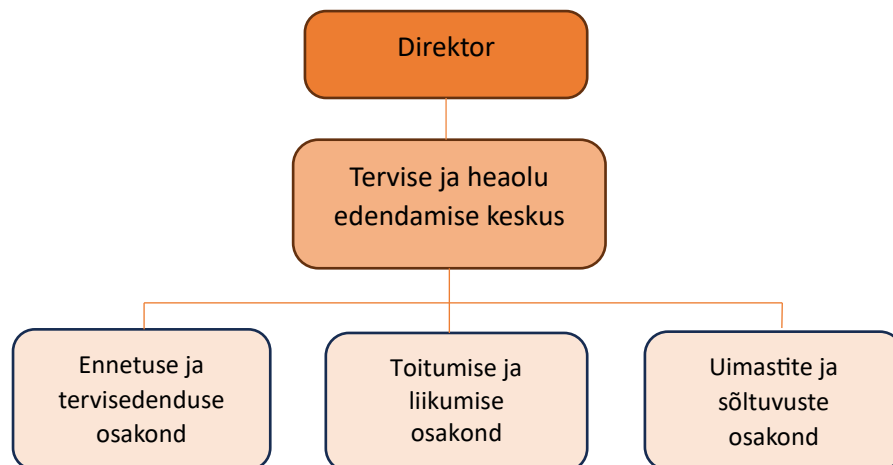 Direktor
Tervise ja heaolu
edendamise keskus
Ennetuse ja
tervisedenduse
osakond
Toitumise ja
liikumise
osakond
Uimastite ja
sõltuvuste
osakond